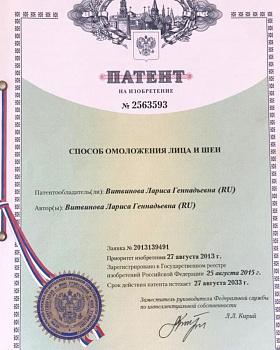 ПАТЕНТ
НА ИЗОБРЕТЕНИЕ
№ 2563593
СПОСОБ ОМОЛОЖЕНИЯ ЛИЦА И ШЕИ
Патентообладатель(ли): Витвинова Лариса Геннадьевна (RU)
Автор(ы): Витвинова Лариса Геннадьевна (RU)
Заявка № 2013139491
Приоритет изобретения 27 августа 2013 г.
Зарегистрировано в Государственном реестре
изобретений Российской Федерации 25 августа 2015 г.
Срок действия патента истекает 27 августа 2033 г.
Заместитель руководителя Федеральной службы
по интеллектуальной собственности
Л.Л. Кирий